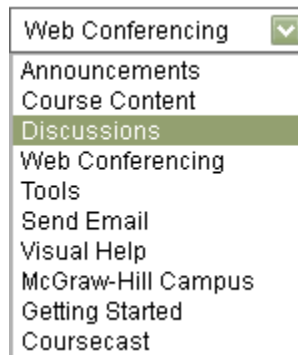 Web Conferencing
Announcements
Course Content
Discussions
Web Conferencing
Tools
Send Email
Visual Help
McGraw-Hill Campus
Getting Started
Coursecast